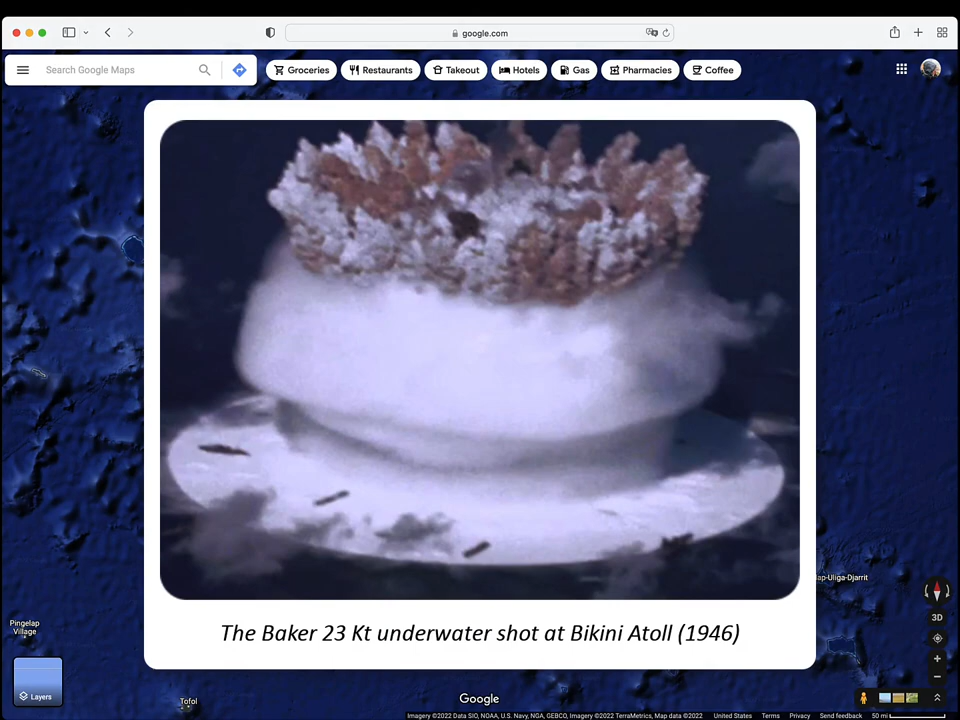 google.com
Search Google Maps
Groceries
Restaurants
Takeout
Hotels
Gas
Pharmacies
Coffee
The Baker 23 Kt underwater shot at Bikini Atoll (1946)
ap-Uliga-Djarrit
3D
Pingelap
Village
Layers
Tofol
Google
Imagery ©2022 Data SIO, NOAA, U.S. Navy, NGA, GEBCO, Imagery ©2022 TerraMetrics, Map data ©2022
United States
Terms
Privacy
Send feedback
50 mi